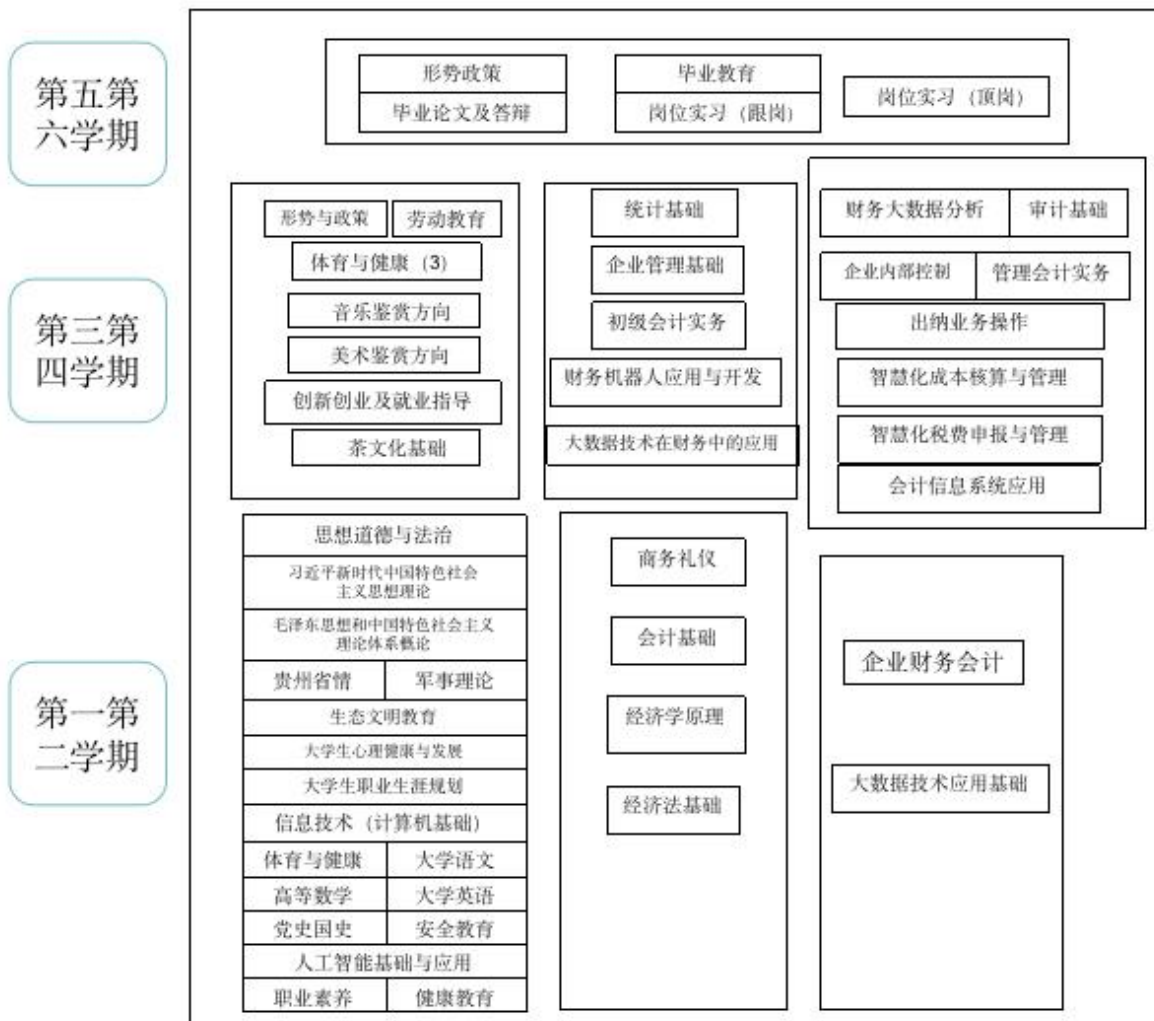 第五第
六学期
形势政策
毕业论文及答辩
毕业教育
岗位实习（跟岗）
岗位实习（顶岗）
第三第
四学期
形势与政策
劳动教育
体育与健康（3）
音乐鉴赏方向
美术鉴赏方向
创新创业及就业指导
茶文化基础
统计基础
企业管理基础
初级会计实务
财务机器人应用与开发
大数据技术在财务中的应用
财务大数据分析
审计基础
企业内部控制
管理会计实务
出纳业务操作
智慧化成本核算与管理
智慧化税费申报与管理
会计信息系统应用
第一第
二学期
思想道德与法治
习近平新时代中国特色社会
主义思想理论
毛泽东思想和中国特色社会主义
理论体系概论
贵州省情
军事理论
生态文明教育
大学生心理健康与发展
大学生职业生涯规划
信息技术（计算机基础）
体育与健康
大学语文
高等数学
大学英语
党史国史
安全教育
人工智能基础与应用
职业素养
健康教育
商务礼仪
会计基础
经济学原理
经济法基础
企业财务会计
大数据技术应用基础